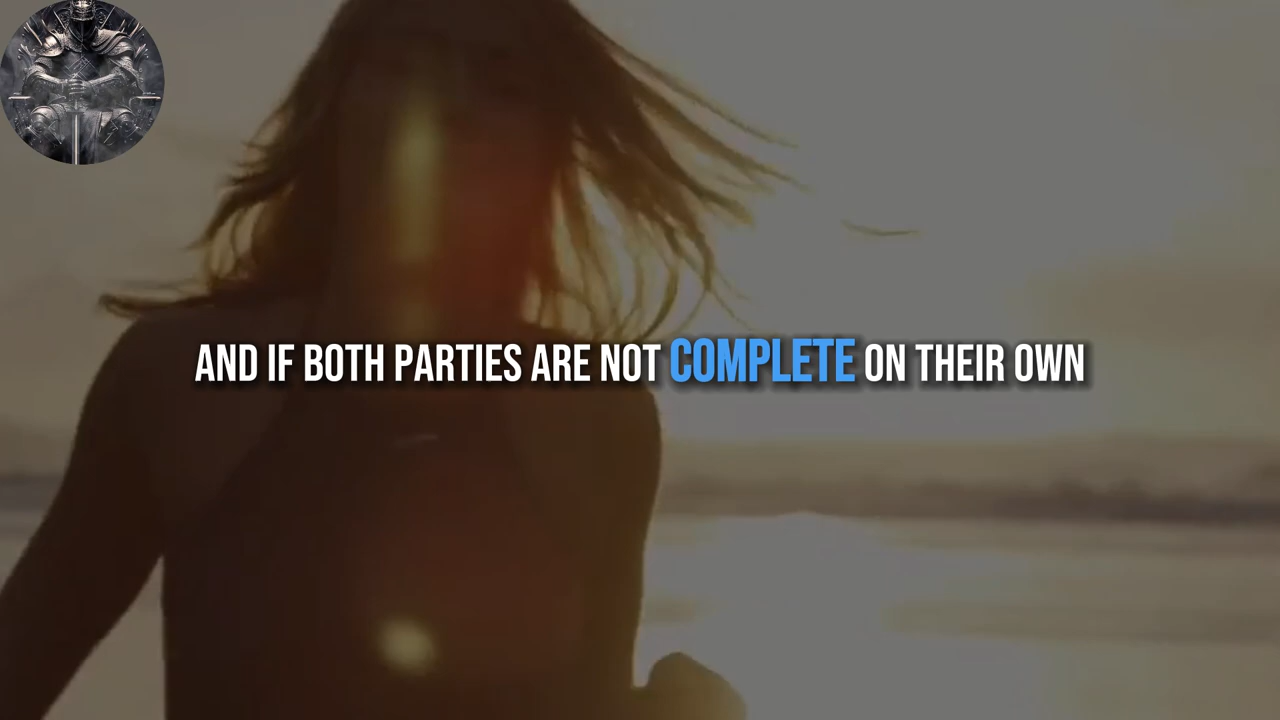 AND IF BOTH PARTIES ARE NOT COMPLETE ON THEIR OWN